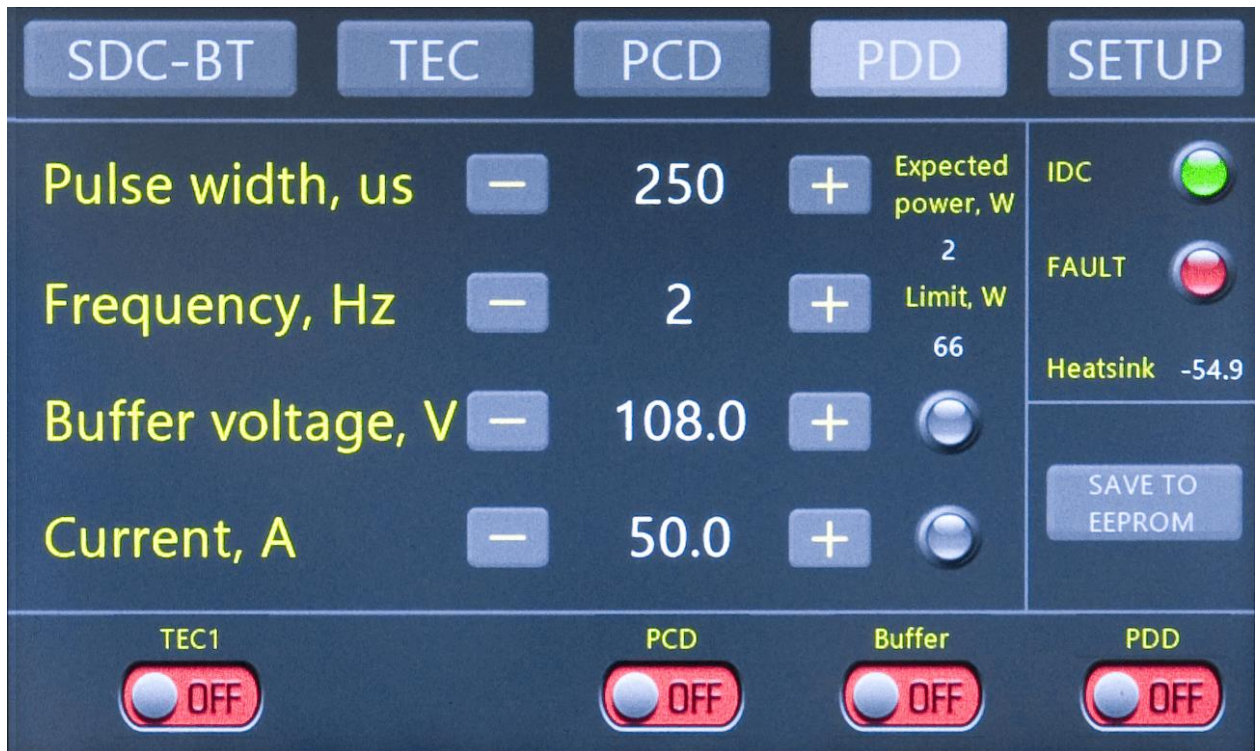 SDC-BT TEC PCD PDD SETUP
Pulse width, us − 250 + Expected
power, W
2
IDC
Frequency, Hz − 2 + Limit, W
66
FAULT
Heatsink -54.9
Buffer voltage, V − 108.0 +
Current, A − 50.0 +
SAVE TO
EEPROM
TEC1 PCD Buffer PDD
OFF OFF OFF OFF